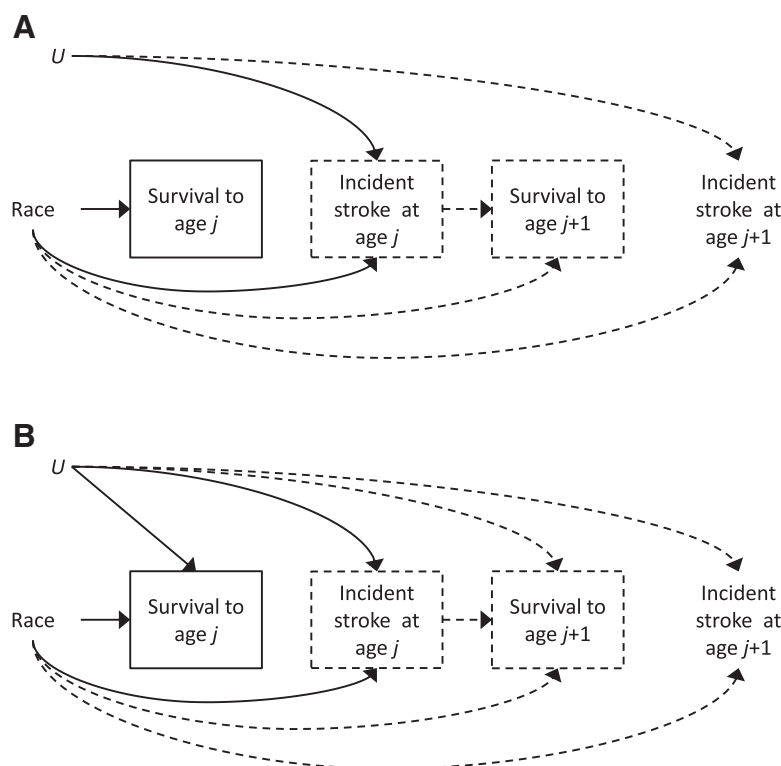 A
U
Race
Survival to
age j
Incident
stroke at
age j
Survival to
age j+1
Incident
stroke at
age j+1
B
U
Race
Survival to
age j
Incident
stroke at
age j
Survival to
age j+1
Incident
stroke at
age j+1